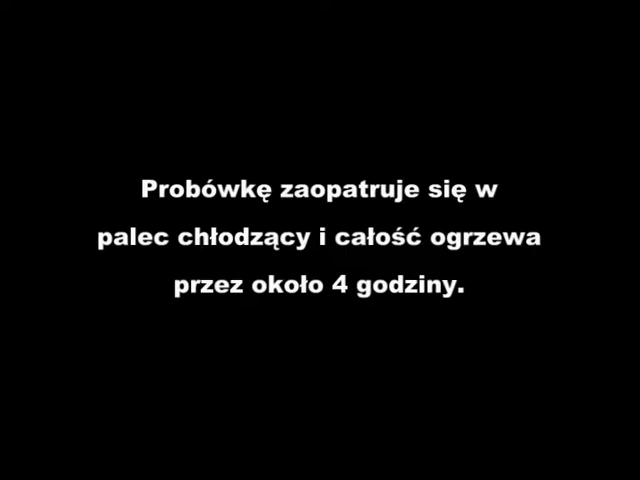 Probówkę zaopatruje się w
palec chłodzący i całość ogrzewa
przez około 4 godziny.